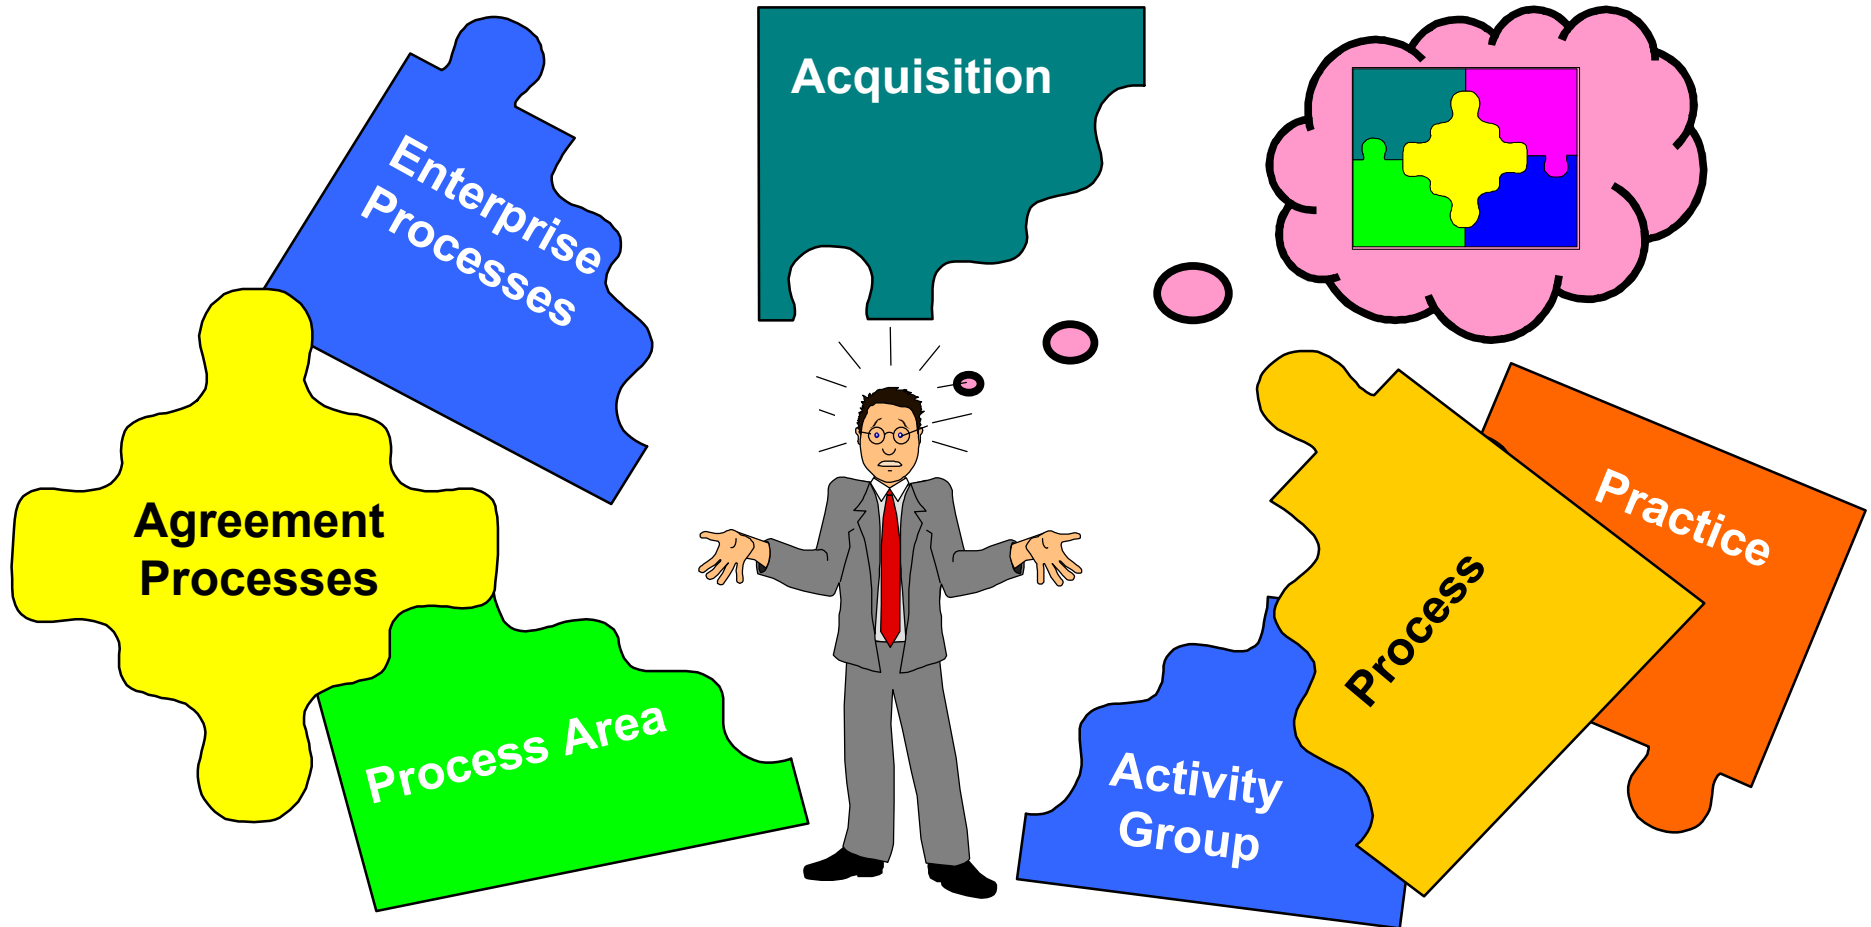 Acquisition
Enterprise
Processes
Agreement
Processes
Process Area
Activity
Group
Process
Practice